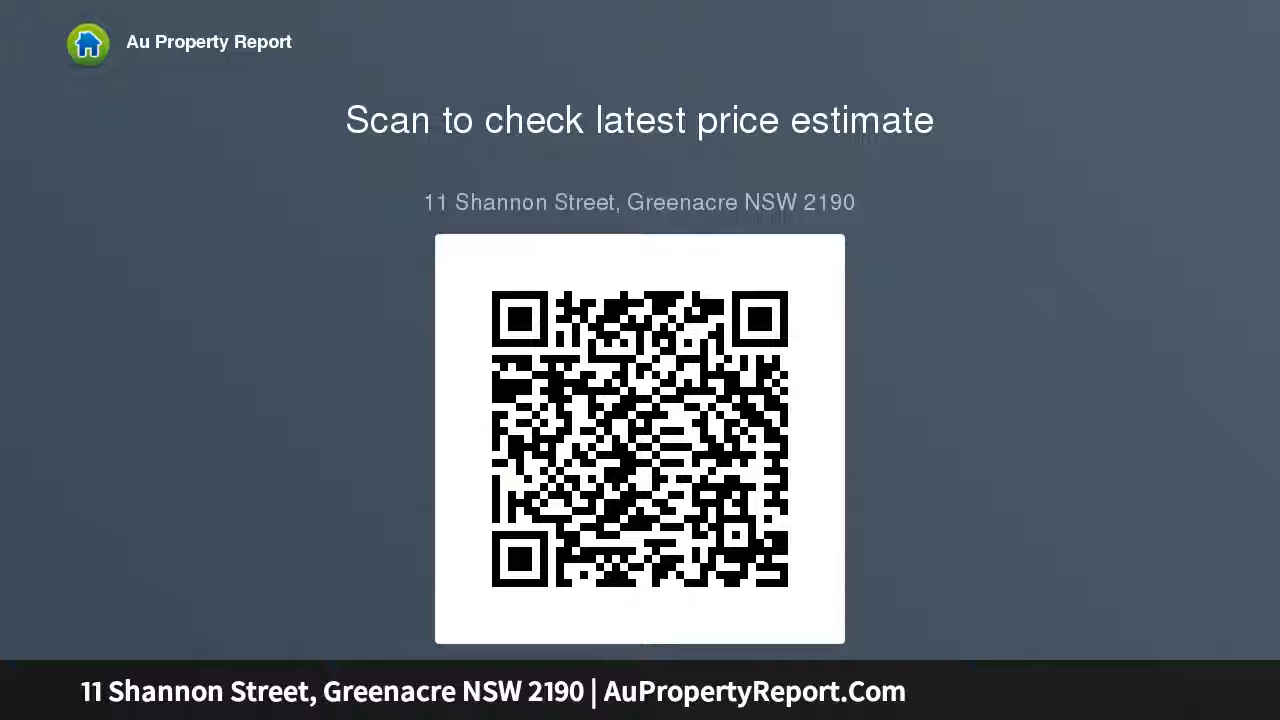 Au Property Report
Scan to check latest price estimate
11 Shannon Street, Greenacre NSW 2190
11 Shannon Street, Greenacre NSW 2190 | AuPropertyReport.Com